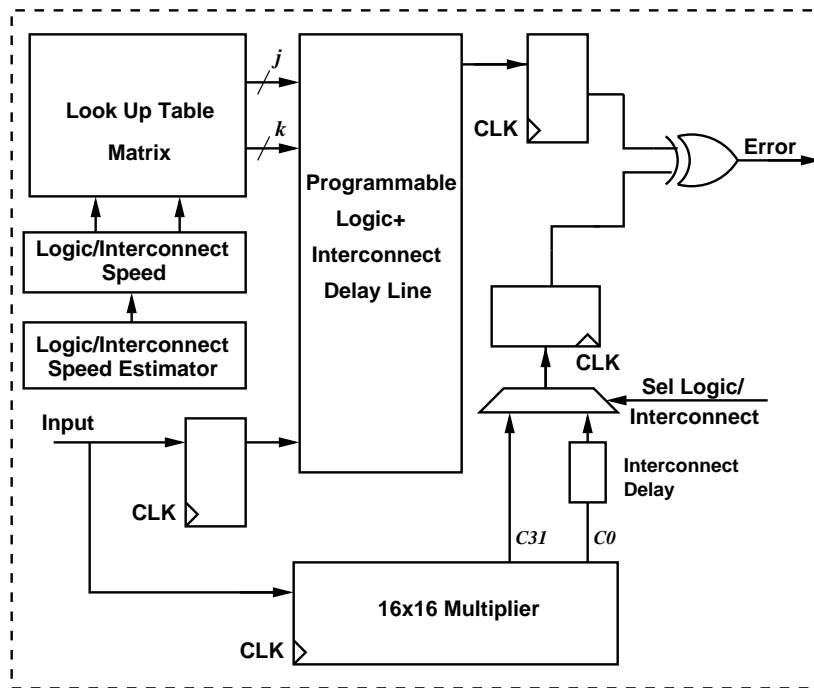 Look Up Table
Matrix
j
k
Logic/Interconnect
Speed
Logic/Interconnect
Speed Estimator
Programmable
Logic+
Interconnect
Delay Line
CLK
Error
CLK
Sel Logic/
Interconnect
Input
CLK
Interconnect
Delay
C31
C0
16x16 Multiplier
CLK